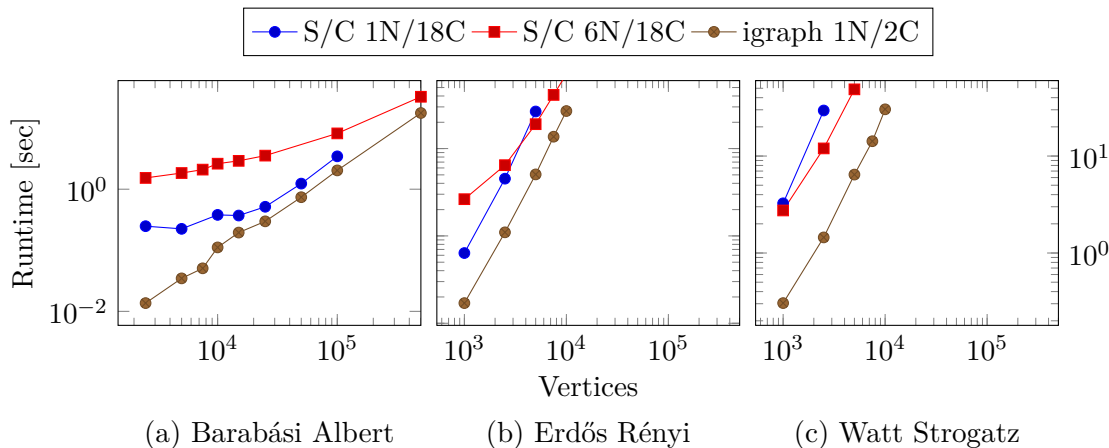 S/C 1N/18C S/C 6N/18C igraph 1N/2C
Runtime [sec]
10^0
10^−2
10^4 10^5
10^3 10^4 10^5
10^3 10^4 10^5
10^1
10^0
Vertices
(a) Barabási Albert
(b) Erdős Rényi
(c) Watt Strogatz